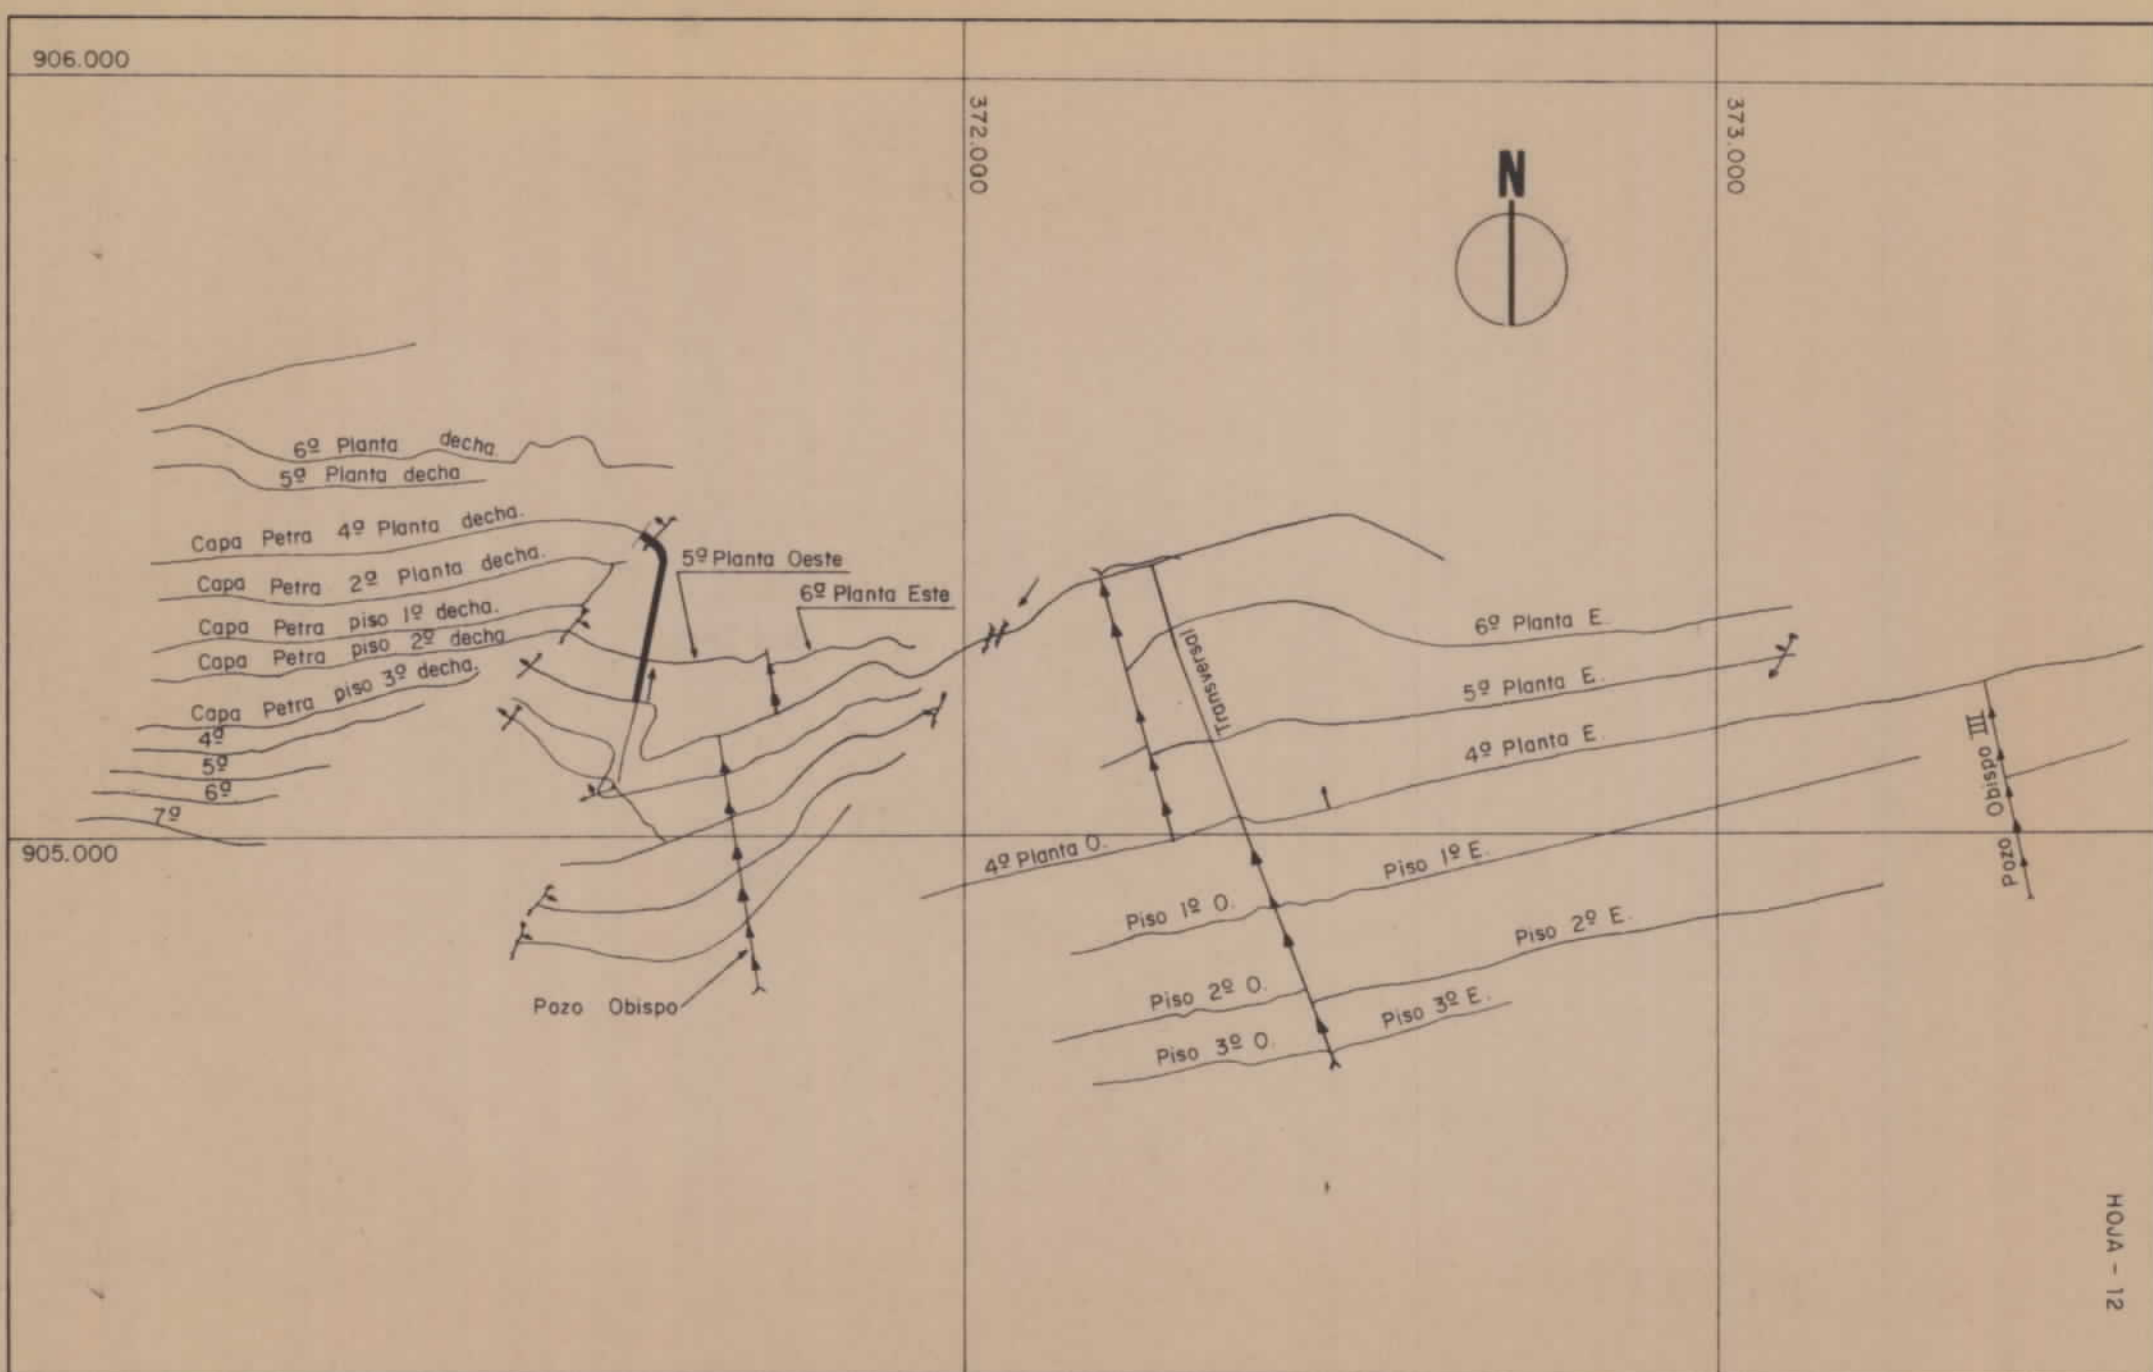 906.000
372.000
373.000
N
6º Planta decha.
5º Planta decha
Capa Petra 4º Planta decha.
Capa Petra 2º Planta decha.
Capa Petra piso 1º decha.
Capa Petra piso 2º decha
Capa Petra piso 3º decha.
4º
5º
6º
7º
905.000
5º Planta Oeste
6º Planta Este
Pozo Obispo
Transversal
6º Planta E.
5º Planta E.
4º Planta E.
4º Planta O.
Piso 1º E.
Piso 1º O.
Piso 2º E.
Piso 2º O.
Piso 3º E.
Piso 3º O.
Pozo Obispo III
HOJA - 12